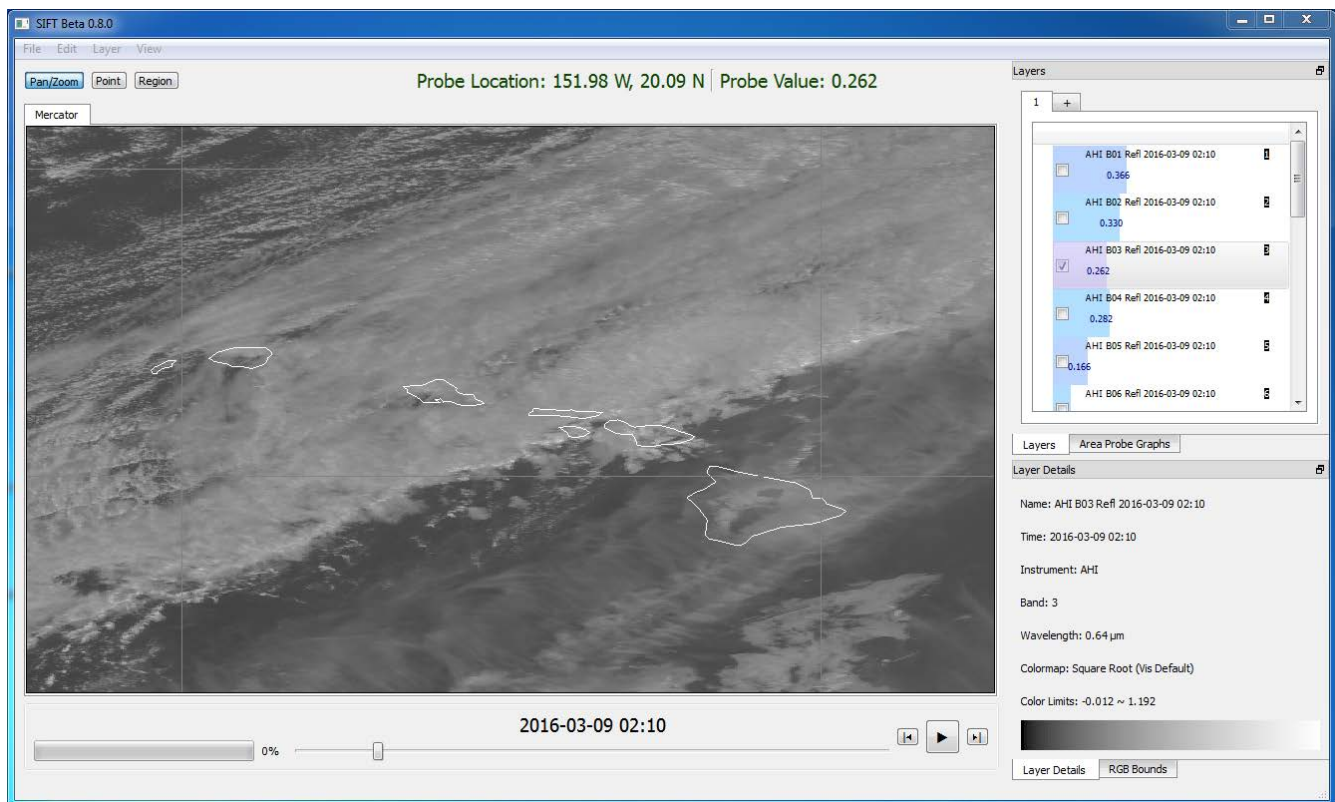 SIFT Beta 0.8.0
File Edit Layer View
Pan/Zoom Point Region
Probe Location: 151.98 W, 20.09 N Probe Value: 0.262
Mercator
2016-03-09 02:10
0%
Layers
1 +
AHI B01 Refl 2016-03-09 02:10 1
0.366
AHI B02 Refl 2016-03-09 02:10 2
0.330
AHI B03 Refl 2016-03-09 02:10 3
0.262
AHI B04 Refl 2016-03-09 02:10 4
0.282
AHI B05 Refl 2016-03-09 02:10 5
0.166
AHI B06 Refl 2016-03-09 02:10 6
Layers Area Probe Graphs
Layer Details
Name: AHI B03 Refl 2016-03-09 02:10
Time: 2016-03-09 02:10
Instrument: AHI
Band: 3
Wavelength: 0.64 µm
Colormap: Square Root (Vis Default)
Color Limits: -0.012 ~ 1.192
Layer Details RGB Bounds